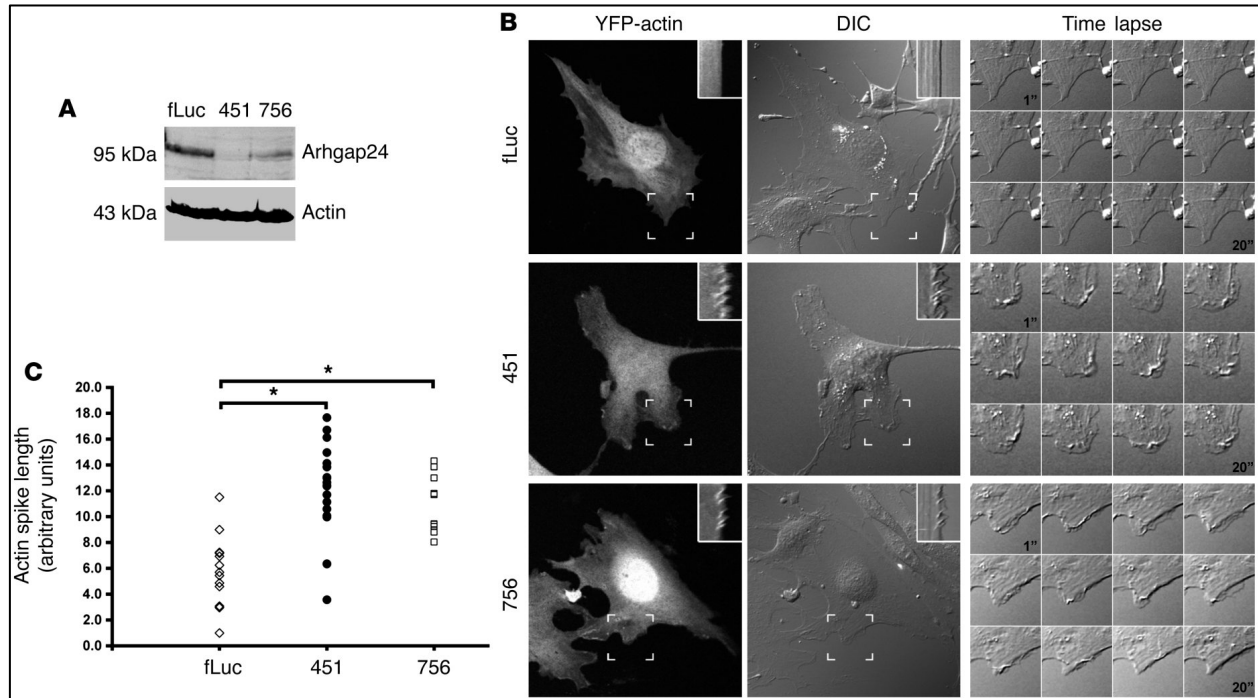 A
fLuc 451 756
95 kDa Arhgap24
43 kDa Actin
B
YFP-actin DIC Time lapse
fLuc
1”
20”
451
1”
20”
756
1”
20”
C
*
*
Actin spike length
(arbitrary units)
20.0
18.0
16.0
14.0
12.0
10.0
8.0
6.0
4.0
2.0
0.0
fLuc 451 756